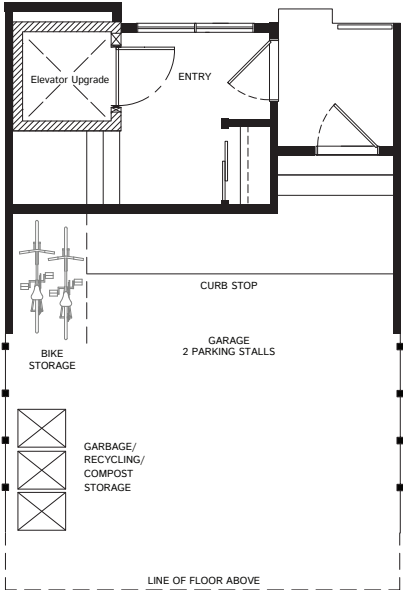 Elevator Upgrade
ENTRY
CURB STOP
GARAGE
2 PARKING STALLS
BIKE
STORAGE
GARBAGE/
RECYCLING/
COMPOST
STORAGE
LINE OF FLOOR ABOVE